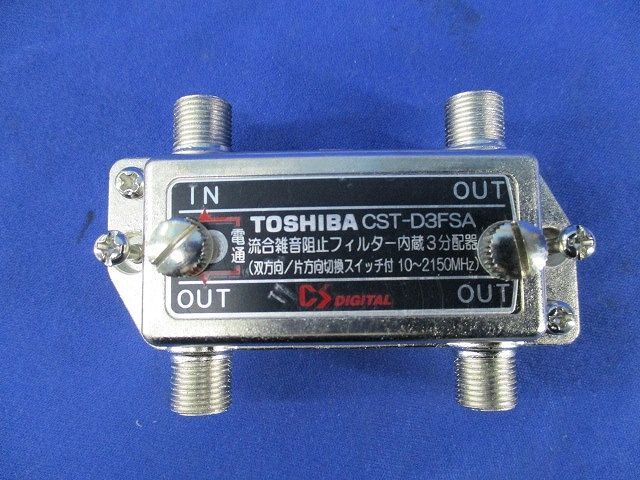 IN
OUT
電通
TOSHIBA CST-D3FSA
流合雑音阻止フィルター内蔵3分配器
(双方向/片方向切換スイッチ付 10~2150MHz)
OUT
CS DIGITAL
OUT